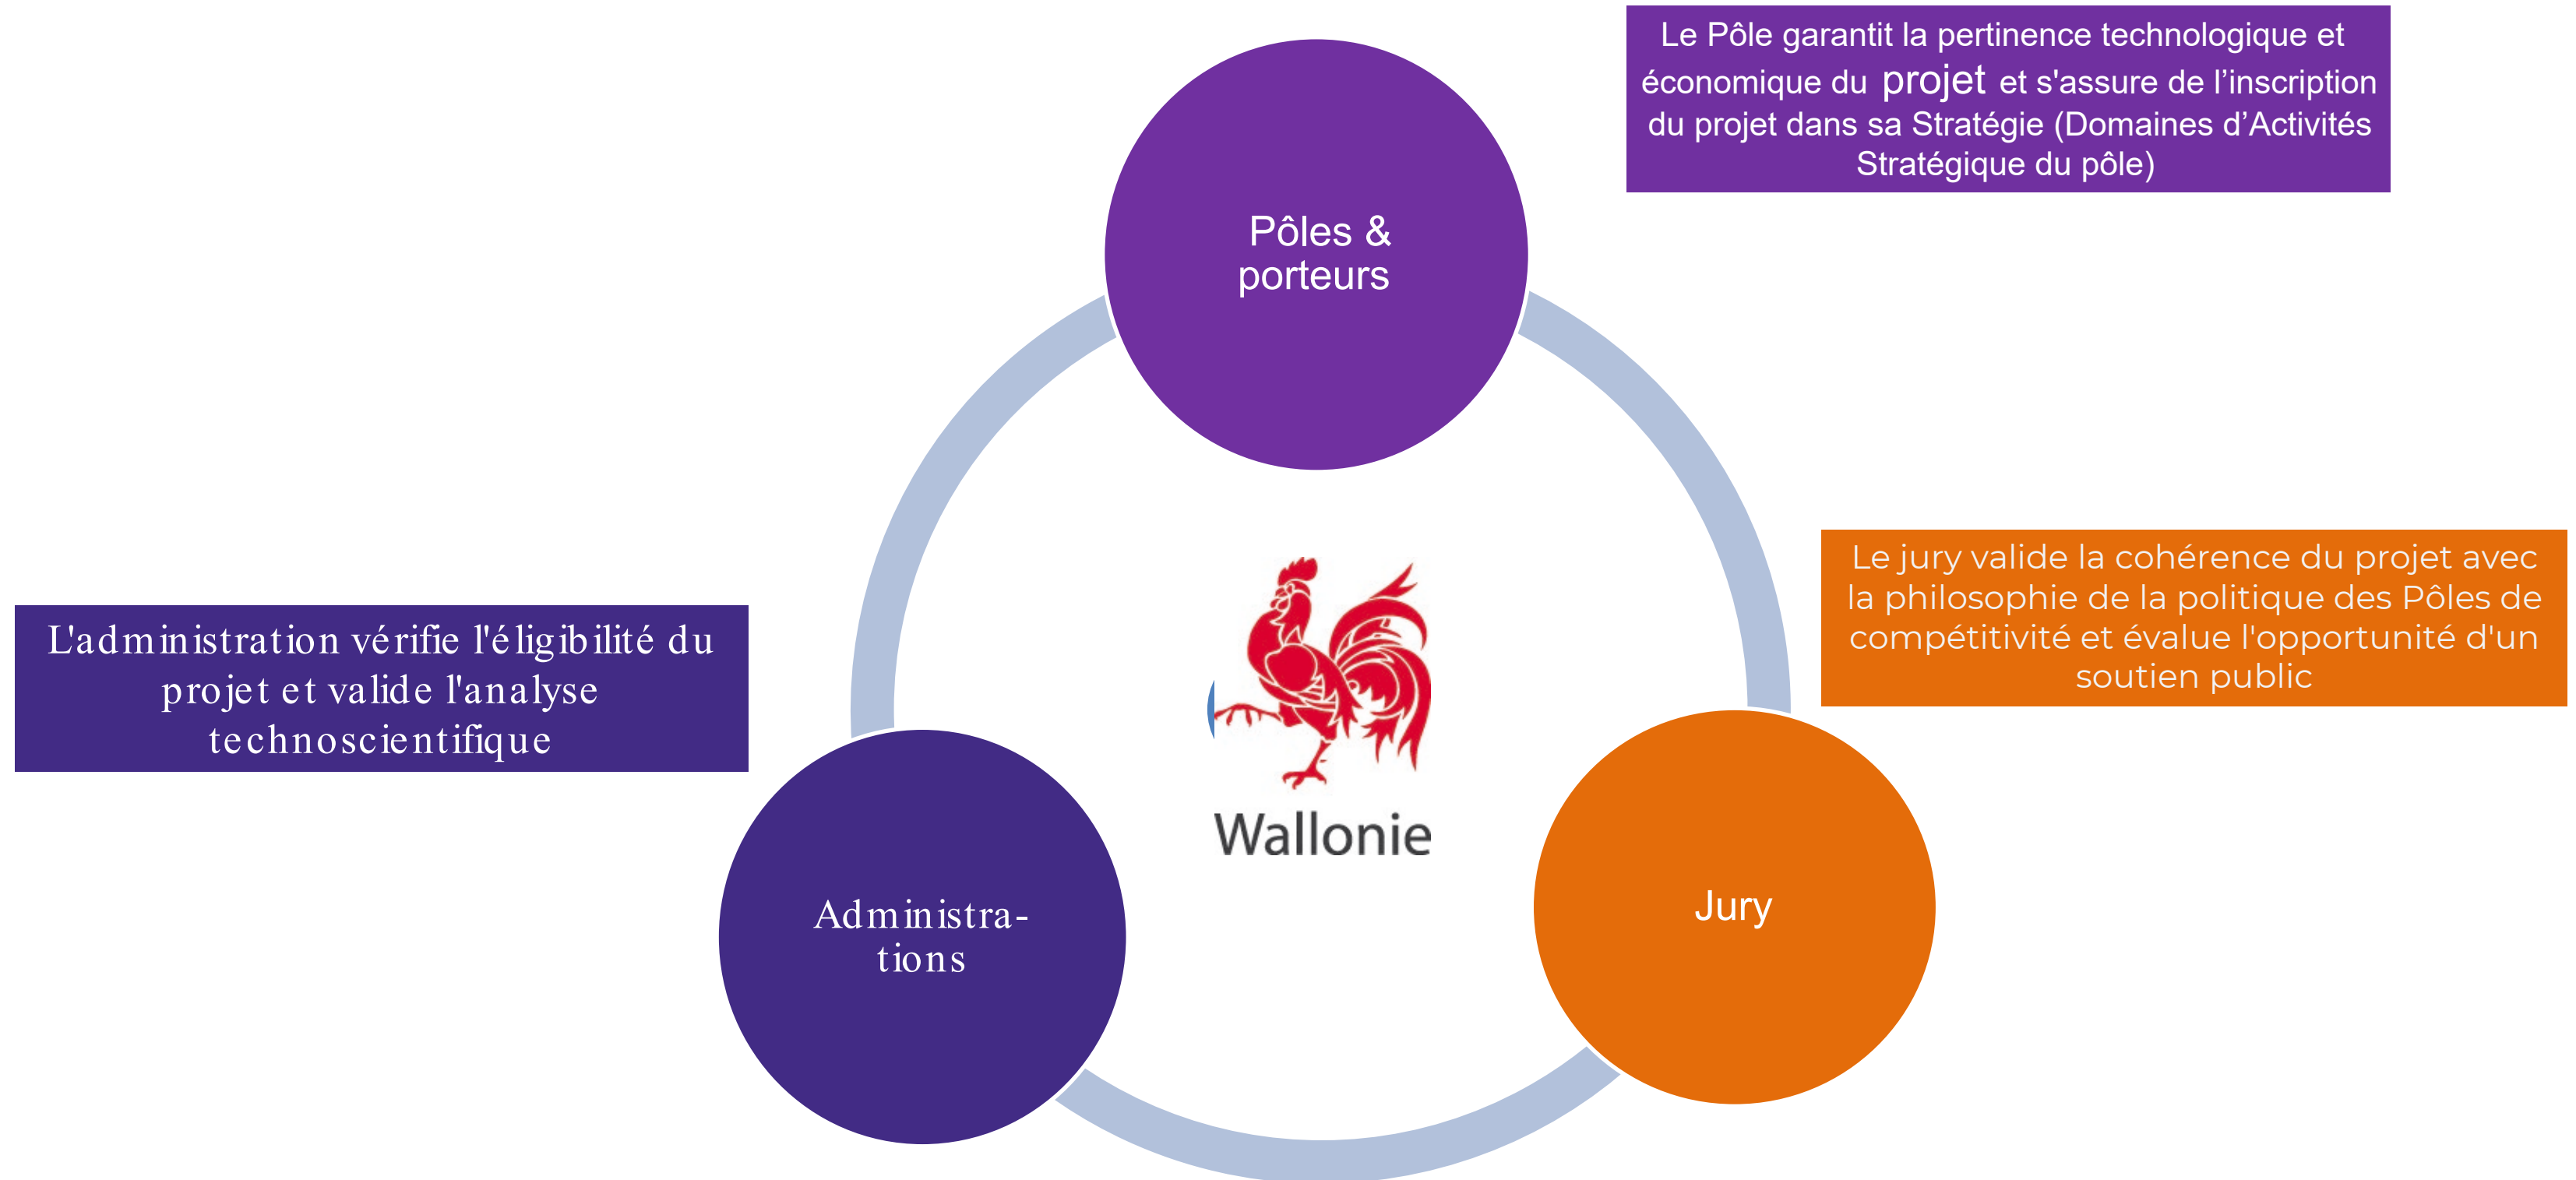 Le Pôle garantit la pertinence technologique et
économique du projet et s'assure de l’inscription
du projet dans sa Stratégie (Domaines d’Activités
Stratégique du pôle)
Pôles &
porteurs
Le jury valide la cohérence du projet avec
la philosophie de la politique des Pôles de
compétitivité et évalue l'opportunité d'un
soutien public
L'administration vérifie l'éligibilité du
projet et valide l'analyse
technoscientifique
Wallonie
Administra-
tions
Jury